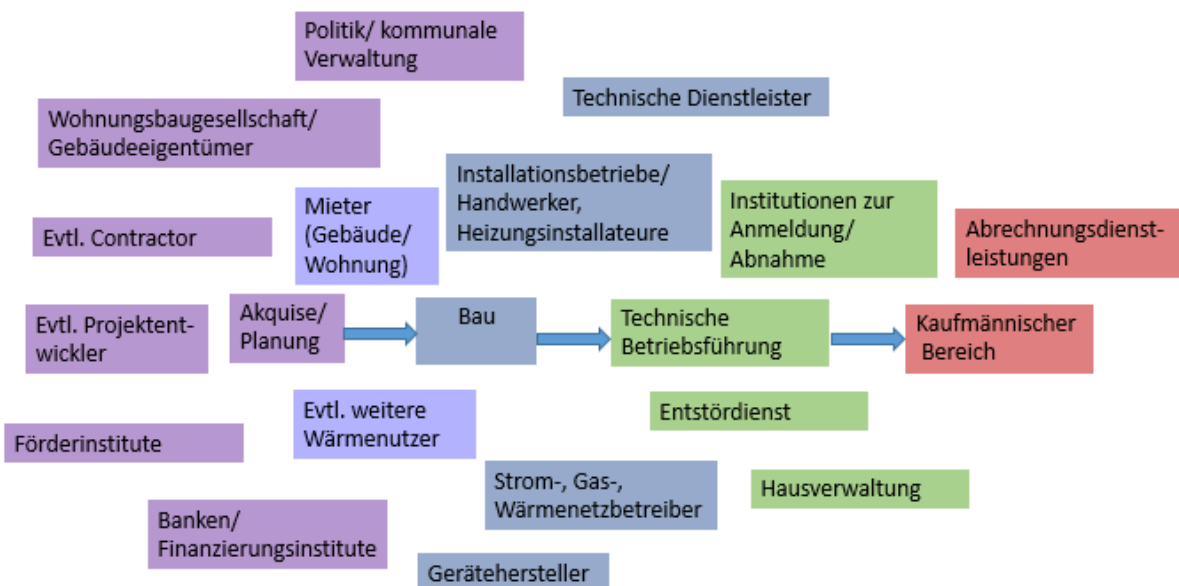 Politik/ kommunale
Verwaltung
Technische Dienstleister
Wohnungsbaugesellschaft/
Gebäudeeigentümer
Installationsbetriebe/
Handwerker,
Heizungsinstallateure
Mieter
(Gebäude/
Wohnung)
Institutionen zur
Anmeldung/
Abnahme
Abrechnungsdienst-
leistungen
Evtl. Contractor
Evtl. Projektent-
wickler
Akquise/
Planung
Bau
Technische
Betriebsführung
Kaufmännischer
Bereich
Evtl. weitere
Wärmenutzer
Entstördienst
Förderinstitute
Strom-, Gas-,
Wärmenetzbetreiber
Hausverwaltung
Banken/
Finanzierungsinstitute
Gerätehersteller